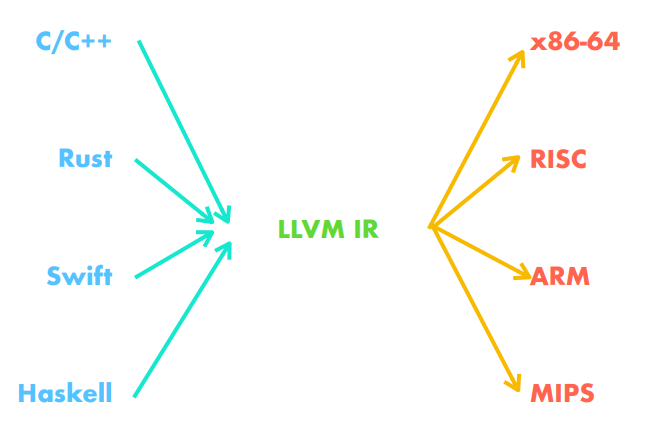 C/C++
x86-64
Rust
RISC
LLVM IR
Swift
ARM
Haskell
MIPS